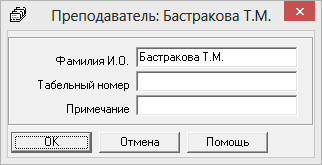 Преподаватель: Бастракова Т.М.
Фамилия И.О. Бастракова Т.М.
Табельный номер
Примечание
OK Отмена Помощь